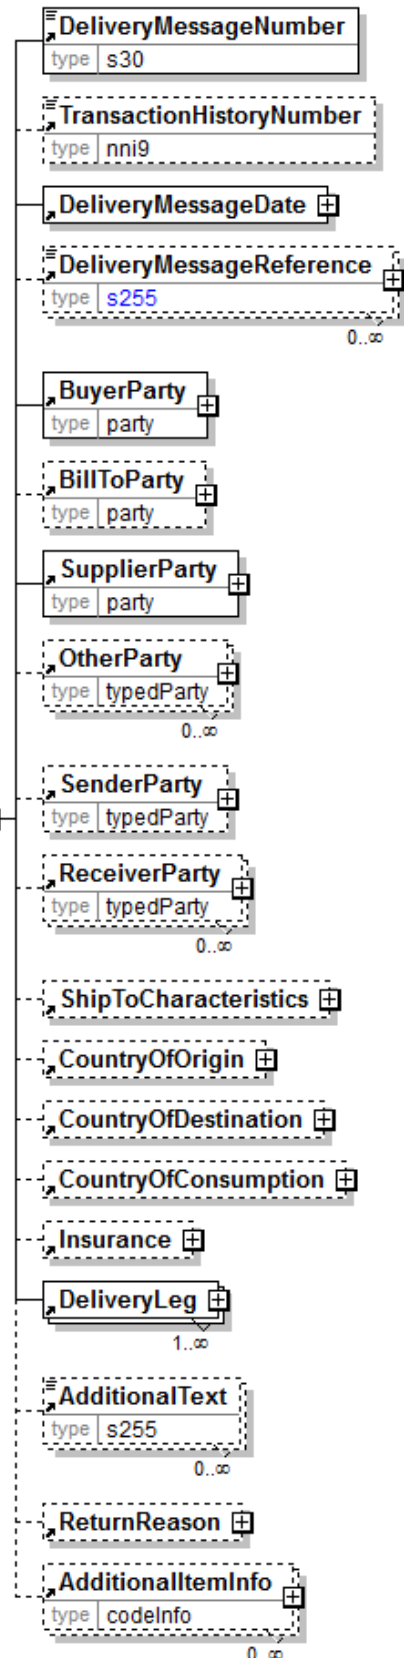 DeliveryMessageNumber
type s30
TransactionHistoryNumber
type nni9
DeliveryMessageDate
DeliveryMessageReference
type s255
0..∞
BuyerParty
type party
BillToParty
type party
SupplierParty
type party
OtherParty
type typedParty
0..∞
SenderParty
type typedParty
ReceiverParty
type typedParty
0..∞
ShipToCharacteristics
CountryOfOrigin
CountryOfDestination
CountryOfConsumption
Insurance
DeliveryLeg
1..∞
AdditionalText
type s255
0..∞
ReturnReason
AdditionalItemInfo
type codeInfo
0..∞